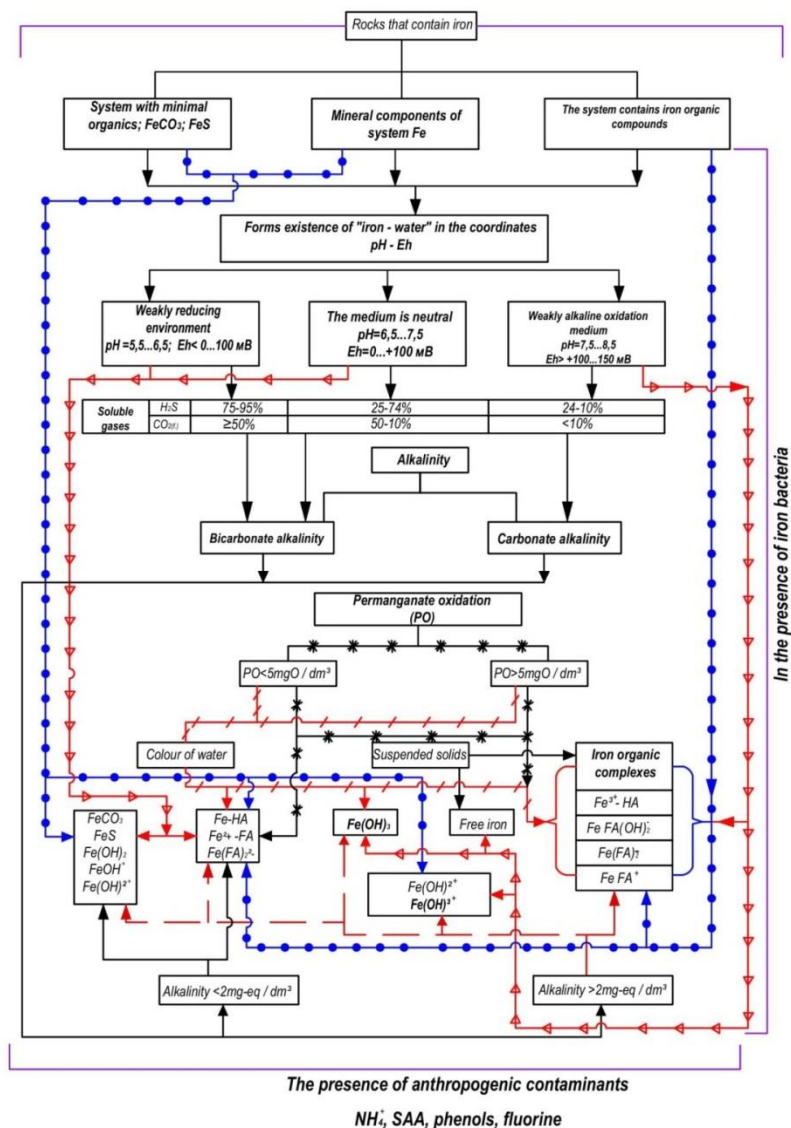 Rocks that contain iron
System with minimal
organics; FeCO₃; FeS
Mineral components of
system Fe
The system contains iron organic
compounds
Forms existence of "iron - water" in the coordinates
pH - Eh
Weakly reducing
environment
pH =5,5...6,5; Eh< 0...100 мВ
The medium is neutral
pH=6,5...7,5
Eh=0...+100 мВ
Weakly alkaline oxidation
medium
pH=7,5...8,5
Eh> +100...150 мВ
Soluble
gases
H₂S
75-95%
25-74%
24-10%
CO₂(f.)
≥50%
50-10%
<10%
Alkalinity
Bicarbonate alkalinity
Carbonate alkalinity
Permanganate oxidation
(PO)
PO<5mgO / dm³
PO>5mgO / dm³
Colour of water
Suspended solids
Iron organic
complexes
Fe³⁺- HA
Fe FA(OH)₂⁻
Fe FA⁺
FeCO₃
FeS
Fe(OH)₂
FeOH⁺
Fe(OH)²⁺
Fe-HA
Fe²⁺ -FA
Fe(FA)₂²-
Fe(OH)₃
Free iron
Fe(OH)²⁺
Fe(OH)³⁺
Alkalinity <2mg-eq / dm³
Alkalinity >2mg-eq / dm³
In the presence of iron bacteria
The presence of anthropogenic contaminants
NH₄⁺, SAA, phenols, fluorine